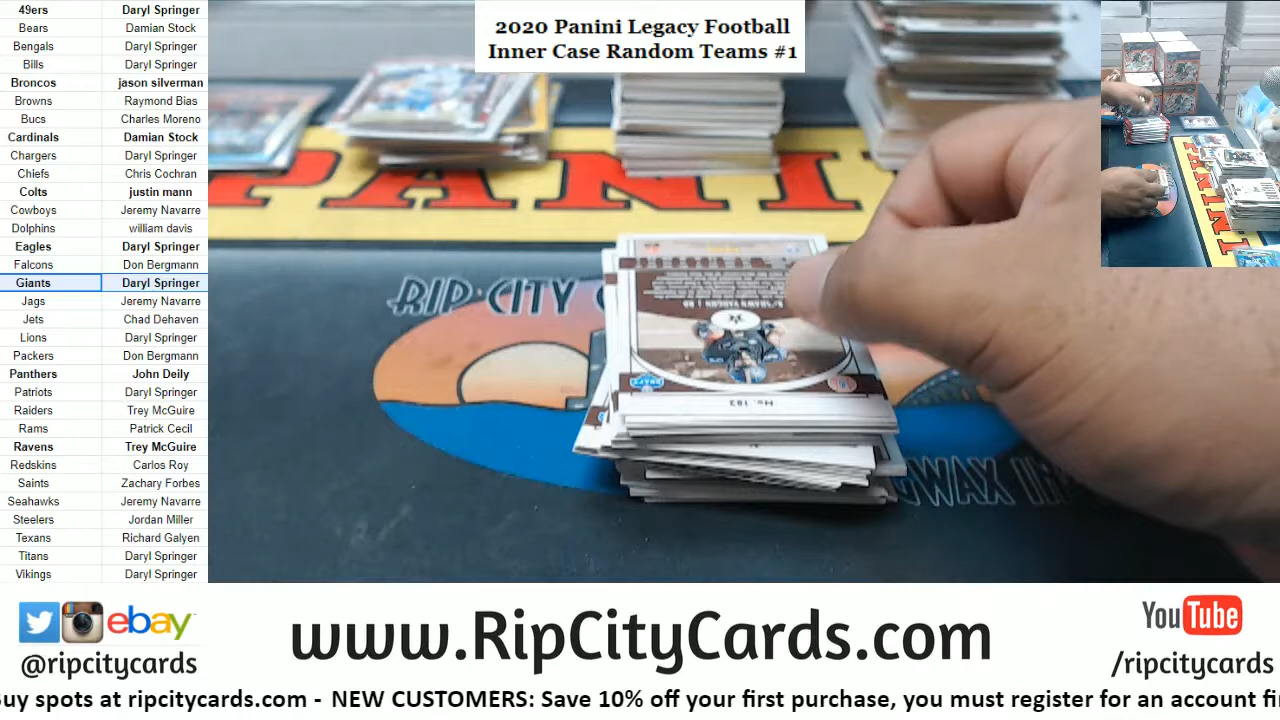 49ers Daryl Springer
Bears Damian Stock
Bengals Daryl Springer
Bills Daryl Springer
Broncos jason silverman
Browns Raymond Bias
Bucs Charles Moreno
Cardinals Damian Stock
Chargers Daryl Springer
Chiefs Chris Cochran
Colts justin mann
Cowboys Jeremy Navarre
Dolphins william davis
Eagles Daryl Springer
Falcons Don Bergmann
Giants Daryl Springer
Jags Jeremy Navarre
Jets Chad Dehaven
Lions Daryl Springer
Packers Don Bergmann
Panthers John Deily
Patriots Daryl Springer
Raiders Trey McGuire
Rams Patrick Cecil
Ravens Trey McGuire
Redskins Carlos Roy
Saints Zachary Forbes
Seahawks Jeremy Navarre
Steelers Jordan Miller
Texans Richard Galyen
Titans Daryl Springer
Vikings Daryl Springer
2020 Panini Legacy Football
Inner Case Random Teams #1
PANINI
RIP CITY
No. 183
ebay
@ripcitycards
www.RipCityCards.com
YouTube
/ripcitycards
Buy spots at ripcitycards.com - NEW CUSTOMERS: Save 10% off your first purchase, you must register for an account fi